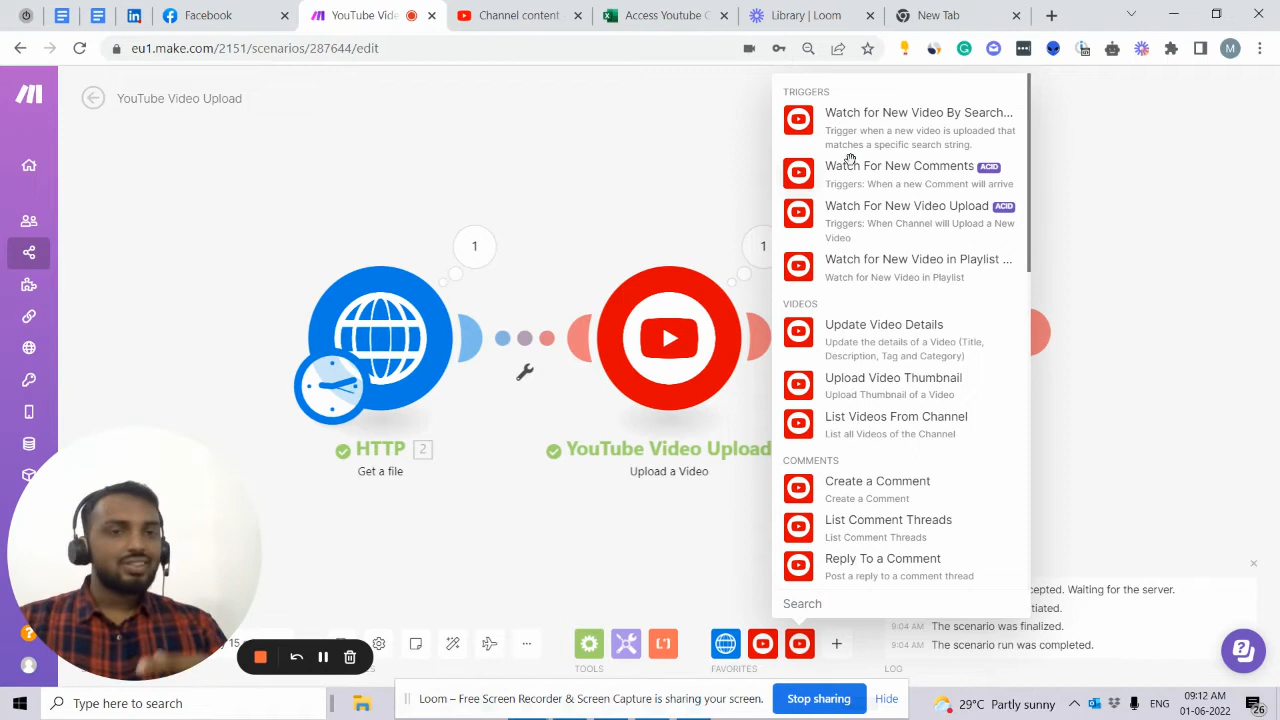 Facebook
YouTube Vide
Channel content
Access Youtube C
Library | Loom
New Tab
eu1.make.com/2151/scenarios/287644/edit
M
YouTube Video Upload
TRIGGERS
Watch for New Video By Search...
Trigger when a new video is uploaded that
matches a specific search string.
Watch For New Comments ACID
Triggers: When a new Comment will arrive
Watch For New Video Upload ACID
Triggers: When Channel will Upload a New
Video
Watch for New Video in Playlist ...
Watch for New Video in Playlist
VIDEOS
Update Video Details
Update the details of a Video (Title,
Description, Tag and Category)
Upload Video Thumbnail
Upload Thumbnail of a Video
List Videos From Channel
List all Videos of the Channel
COMMENTS
Create a Comment
Create a Comment
List Comment Threads
List Comment Threads
Reply To a Comment
Post a reply to a comment thread
Search
1
1
HTTP 2
Get a file
YouTube Video Upload
Upload a Video
cepted. Waiting for the server.
tiated.
9:04 AM The scenario was finalized.
9:04 AM The scenario run was completed.
15
TOOLS
FAVORITES
LOG
Loom – Free Screen Recorder & Screen Capture is sharing your screen.
Stop sharing
Hide
Type here to search
29°C Partly sunny
ENG
09:12 AM
01-06-2022
26